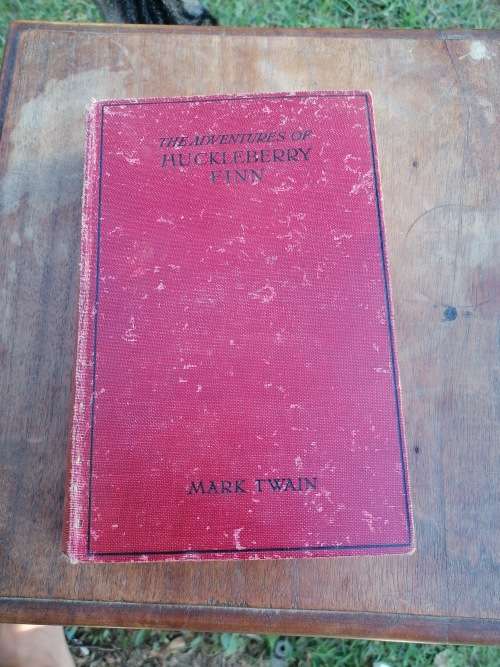 THE ADVENTURES OF
HUCKLEBERRY
FINN
MARK TWAIN